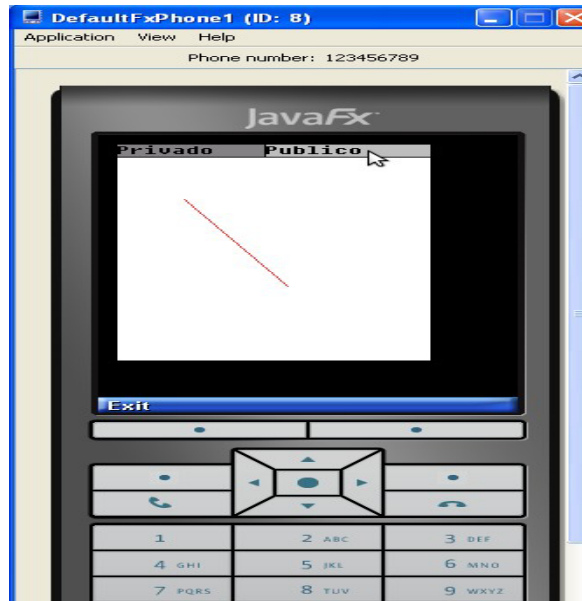 DefaultFxPhone1 (ID: 8)
Application View Help
Phone number: 123456789
JavaFx
Privado Publico
Exit
1 2 ABC 3 DEF
4 GHI 5 JKL 6 MNO
7 PQRS 8 TUV 9 WXYZ